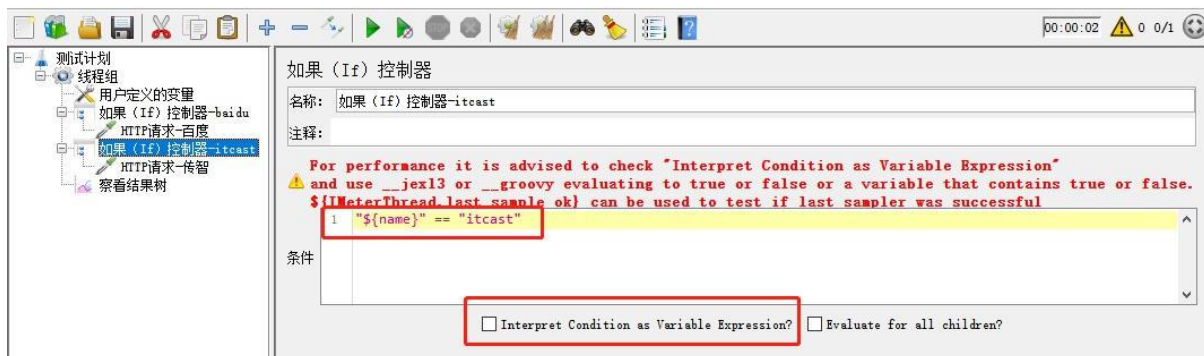 00:00:02 0 0/1
测试计划
线程组
用户定义的变量
如果（If）控制器-baidu
HTTP请求-百度
如果（If）控制器-itcast
HTTP请求-传智
察看结果树
如果（If）控制器
名称： 如果（If）控制器-itcast
注释：
For performance it is advised to check "Interpret Condition as Variable Expression"
and use __jexl3 or __groovy evaluating to true or false or a variable that contains true or false.
${JMeterThread.last_sample_ok} can be used to test if last sampler was successful
1 "${name}" == "itcast"
条件
Interpret Condition as Variable Expression? Evaluate for all children?